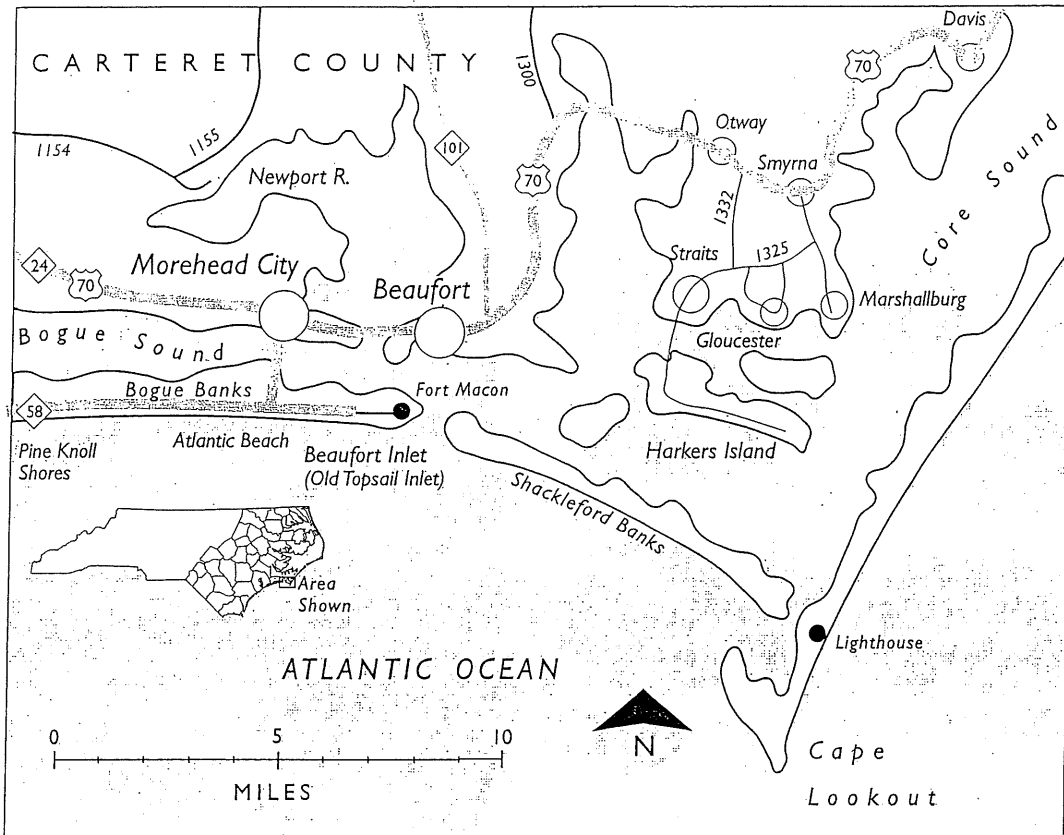 Davis
CARTERET COUNTY
70
1300
Otway
1155
1154
101
Smyrna
Newport R.
70
Core Sound
1332
Straits
1325
24
70
Morehead City
Beaufort
Marshallburg
Gloucester
Bogue Sound
Bogue Banks
Fort Macon
58
Atlantic Beach
Pine Knoll
Shores
Beaufort Inlet
(Old Topsail Inlet)
Harkers Island
Shackleford Banks
Area
Shown
Lighthouse
ATLANTIC OCEAN
N
0 5 10
MILES
Cape
Lookout